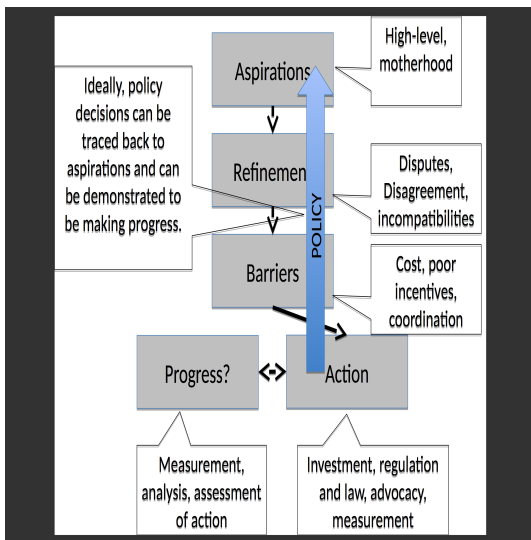 High-level,
motherhood
Aspirations
Ideally, policy
decisions can be
traced back to
aspirations and can
be demonstrated to
be making progress.
Refinemen
Disputes,
Disagreement,
incompatibilities
POLICY
Barriers
Cost, poor
incentives,
coordination
Progress?
Action
Measurement,
analysis, assessment
of action
Investment, regulation
and law, advocacy,
measurement